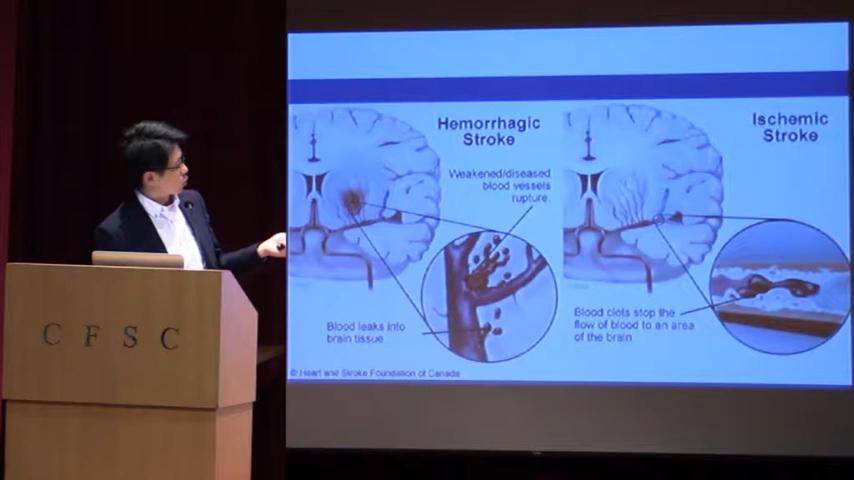 CFSC
Hemorrhagic
Stroke
Weakened/diseased
blood vessels
rupture.
Blood leaks into
brain tissue
© Heart and Stroke Foundation of Canada
Ischemic
Stroke
Blood clots stop the
flow of blood to an area
of the brain